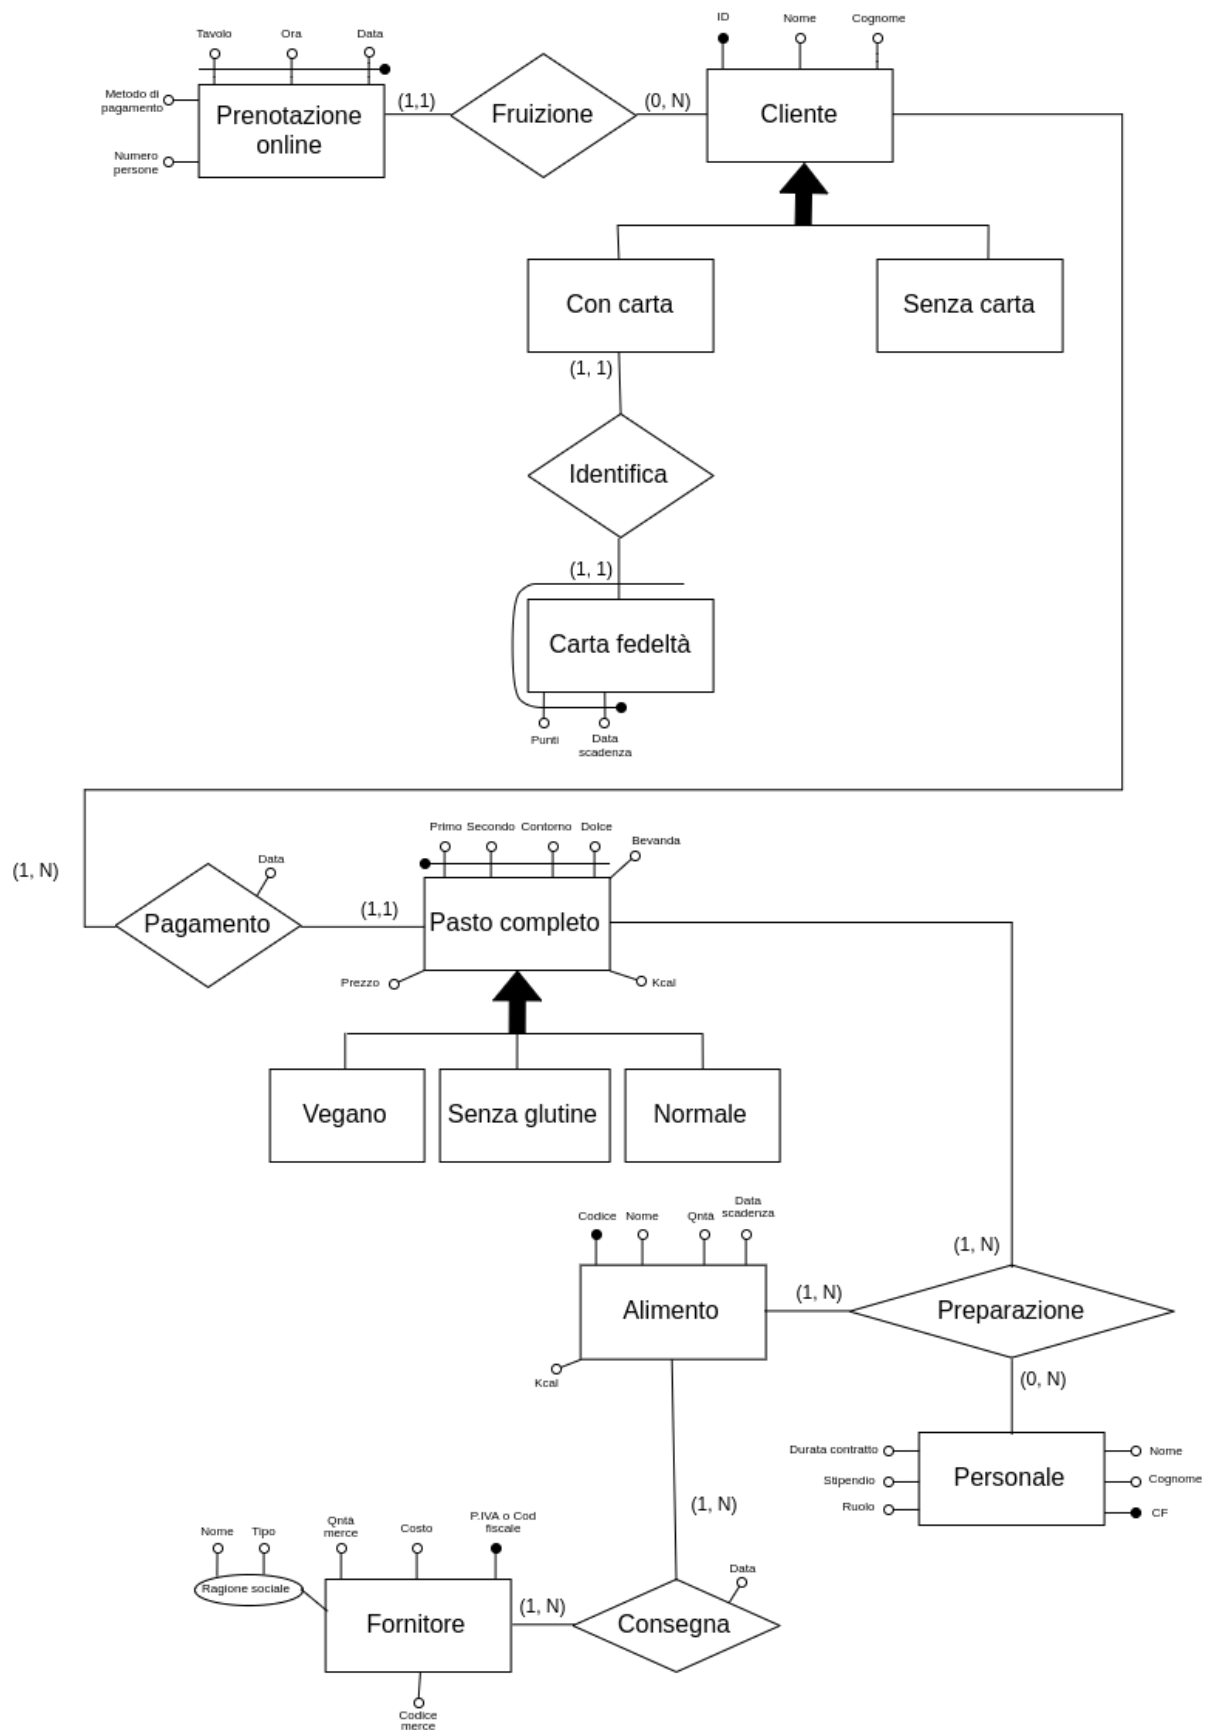 ID
Nome
Cognome
Tavolo
Ora
Data
Metodo di
pagamento
Numero
persone
Prenotazione
online
(1,1)
Fruizione
(0, N)
Cliente
Con carta
Senza carta
(1, 1)
Identifica
(1, 1)
Carta fedeltà
Punti
Data
scadenza
Primo
Secondo
Contorno
Dolce
Bevanda
(1, N)
Data
Pagamento
(1,1)
Pasto completo
Prezzo
Kcal
Vegano
Senza glutine
Normale
Codice
Nome
Qntà
Data
scadenza
(1, N)
Alimento
(1, N)
Preparazione
Kcal
(0, N)
Durata contratto
Stipendio
Ruolo
Personale
Nome
Cognome
CF
(1, N)
Nome
Tipo
Qntà
merce
Costo
P.IVA o Cod
fiscale
Ragione sociale
Fornitore
(1, N)
Consegna
Data
Codice
merce